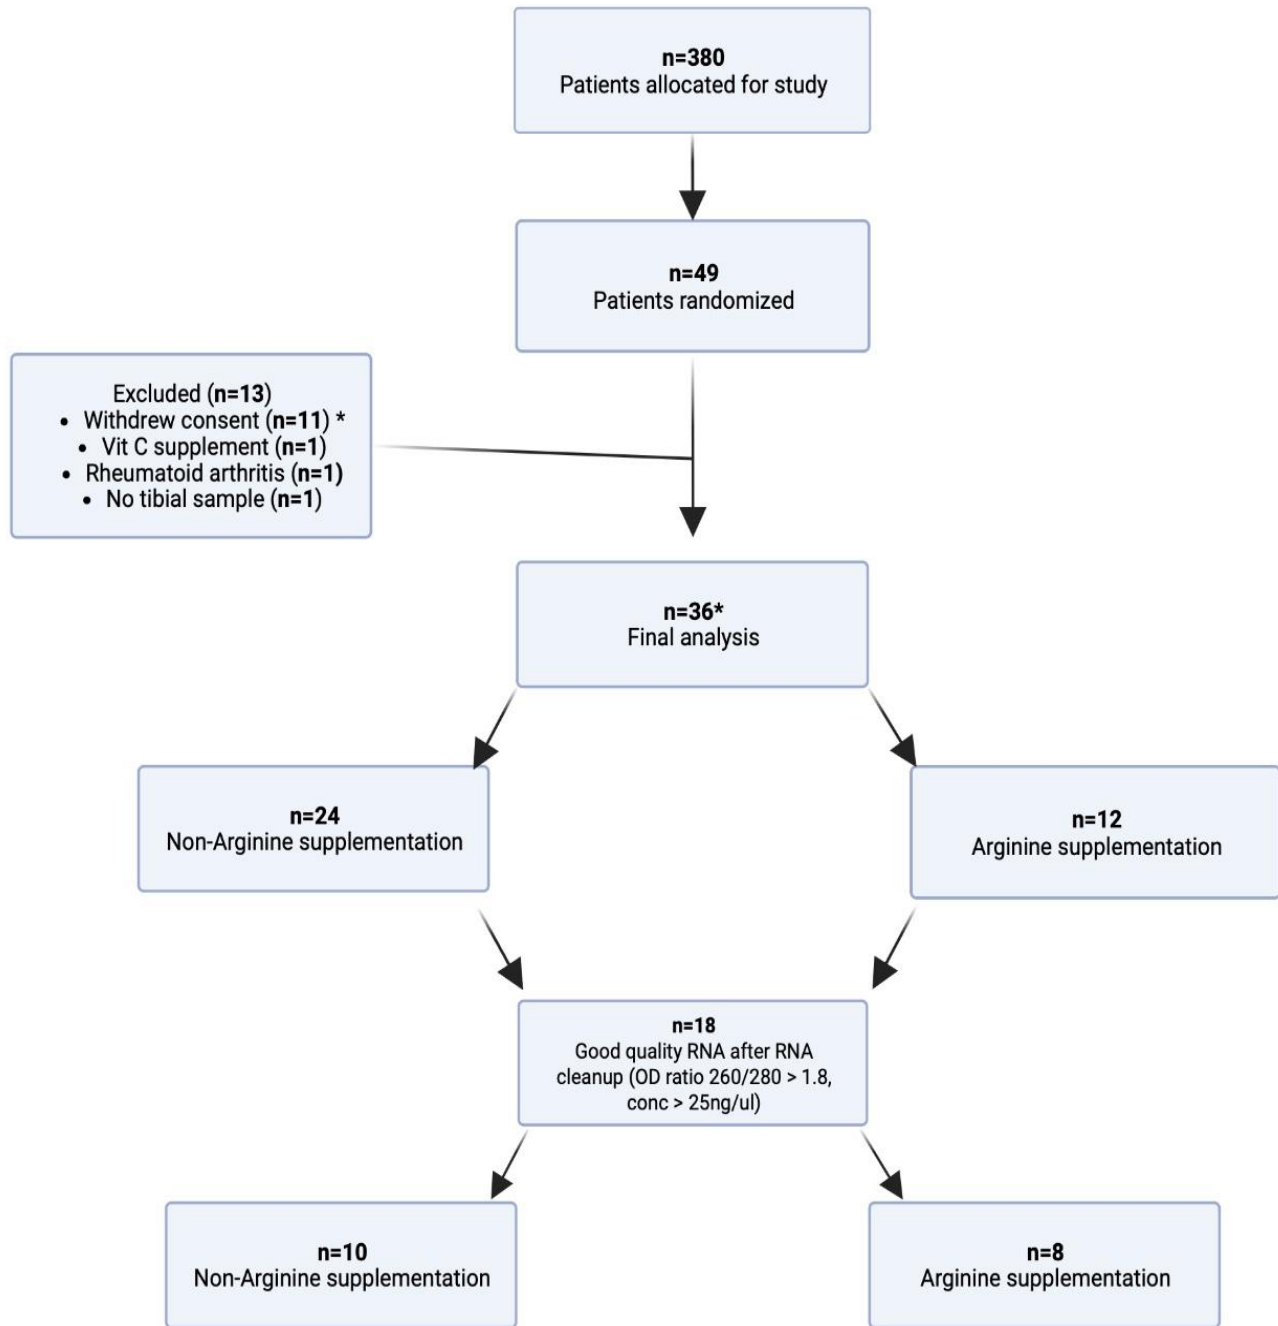 n=380
Patients allocated for study
n=49
Patients randomized
Excluded (n=13)
• Withdrew consent (n=11) *
• Vit C supplement (n=1)
• Rheumatoid arthritis (n=1)
• No tibial sample (n=1)
n=36*
Final analysis
n=24
Non-Arginine supplementation
n=12
Arginine supplementation
n=18
Good quality RNA after RNA
cleanup (OD ratio 260/280 > 1.8,
conc > 25ng/ul)
n=10
Non-Arginine supplementation
n=8
Arginine supplementation